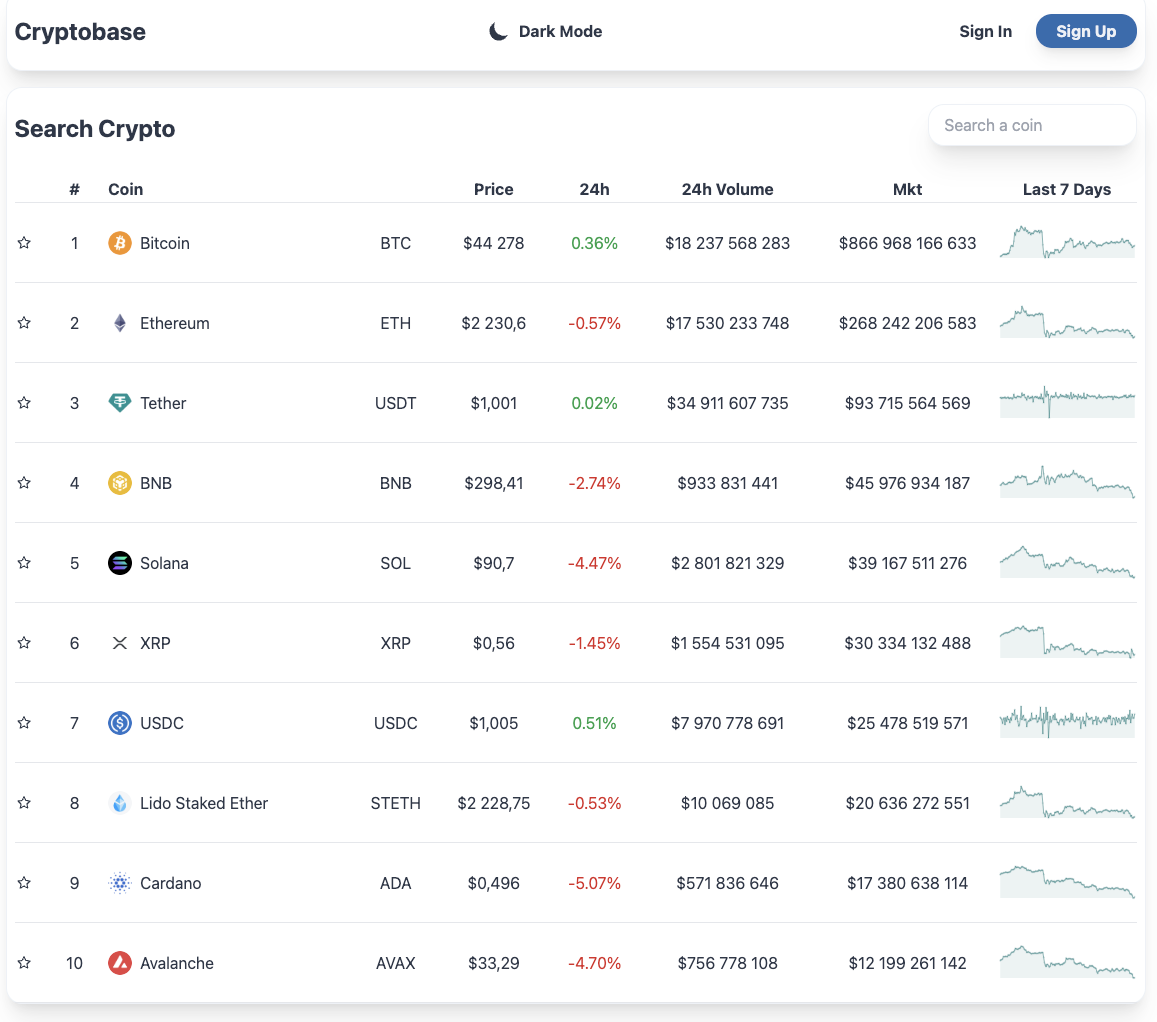 Cryptobase Dark Mode Sign In Sign Up
Search Crypto Search a coin
# Coin Price 24h 24h Volume Mkt Last 7 Days
1 Bitcoin BTC $44 278 0.36% $18 237 568 283 $866 968 166 633
2 Ethereum ETH $2 230,6 -0.57% $17 530 233 748 $268 242 206 583
3 Tether USDT $1,001 0.02% $34 911 607 735 $93 715 564 569
4 BNB BNB $298,41 -2.74% $933 831 441 $45 976 934 187
5 Solana SOL $90,7 -4.47% $2 801 821 329 $39 167 511 276
6 XRP XRP $0,56 -1.45% $1 554 531 095 $30 334 132 488
7 USDC USDC $1,005 0.51% $7 970 778 691 $25 478 519 571
8 Lido Staked Ether STETH $2 228,75 -0.53% $10 069 085 $20 636 272 551
9 Cardano ADA $0,496 -5.07% $571 836 646 $17 380 638 114
10 Avalanche AVAX $33,29 -4.70% $756 778 108 $12 199 261 142